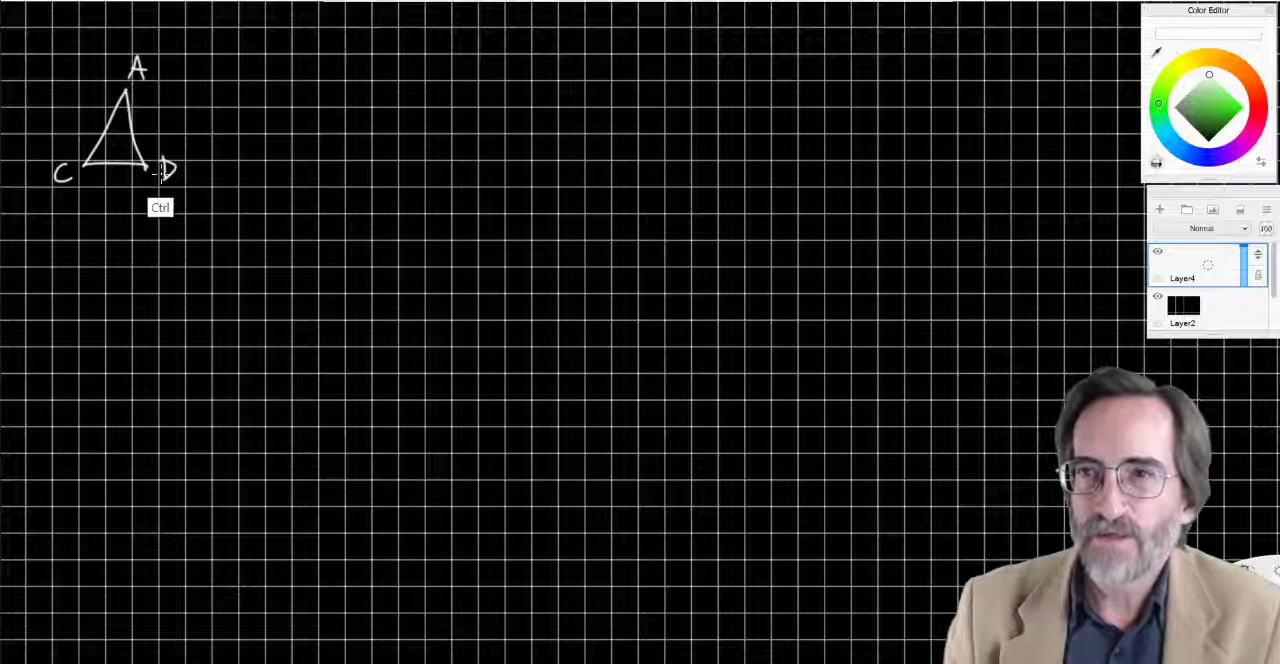 Color Editor
A
C D
Ctrl
Normal 100
Layer4
Layer2